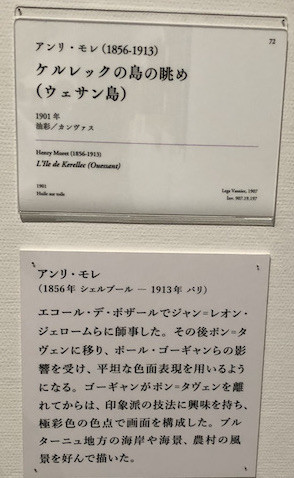 72
アンリ・モレ（1856-1913）
ケルレックの島の眺め
（ウェサン島）
1901 年
油彩／カンヴァス
Henry Moret (1856-1913)
L'Ile de Kerellec (Ouessant)
1901
Huile sur toile
Legs Vassier, 1907
Inv. 907.19.197
アンリ・モレ
（1856年 シェルブール ― 1913年 パリ）
エコール・デ・ボザールでジャン＝レオン・
ジェロームらに師事した。その後ポン＝タ
ヴェンに移り、ポール・ゴーギャンらの影
響を受け、平坦な色面表現を用いるよう
になる。ゴーギャンがポン＝タヴェンを離
れてからは、印象派の技法に興味を持ち、
極彩色の色点で画面を構成した。ブル
ターニュ地方の海岸や海景、農村の風
景を好んで描いた。